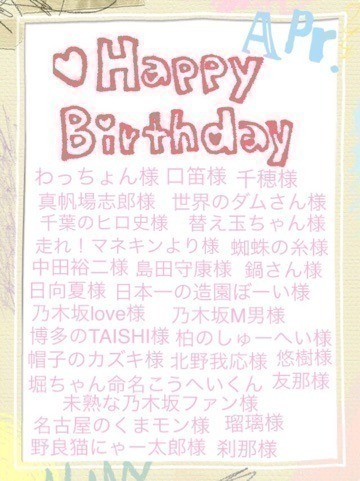 Apr.
♡Happy
Birthday
わっちょん様 口笛様 千穂様
真帆場志郎様 世界のダムさん様
千葉のヒロ史様 替え玉ちゃん様
走れ!マネキンより様 蜘蛛の糸様
中田裕二様 島田守康様 鍋さん様
日向夏様 日本一の造園ぼーい様
乃木坂love様 乃木坂M男様
博多のTAISHI様 柏のしゅーへい様
帽子のカズキ様 北野我応様 悠樹様
堀ちゃん命名こうへいくん 友那様
未熟な乃木坂ファン様
名古屋のくまモン様 瑠璃様
野良猫にゃー太郎様 刹那様